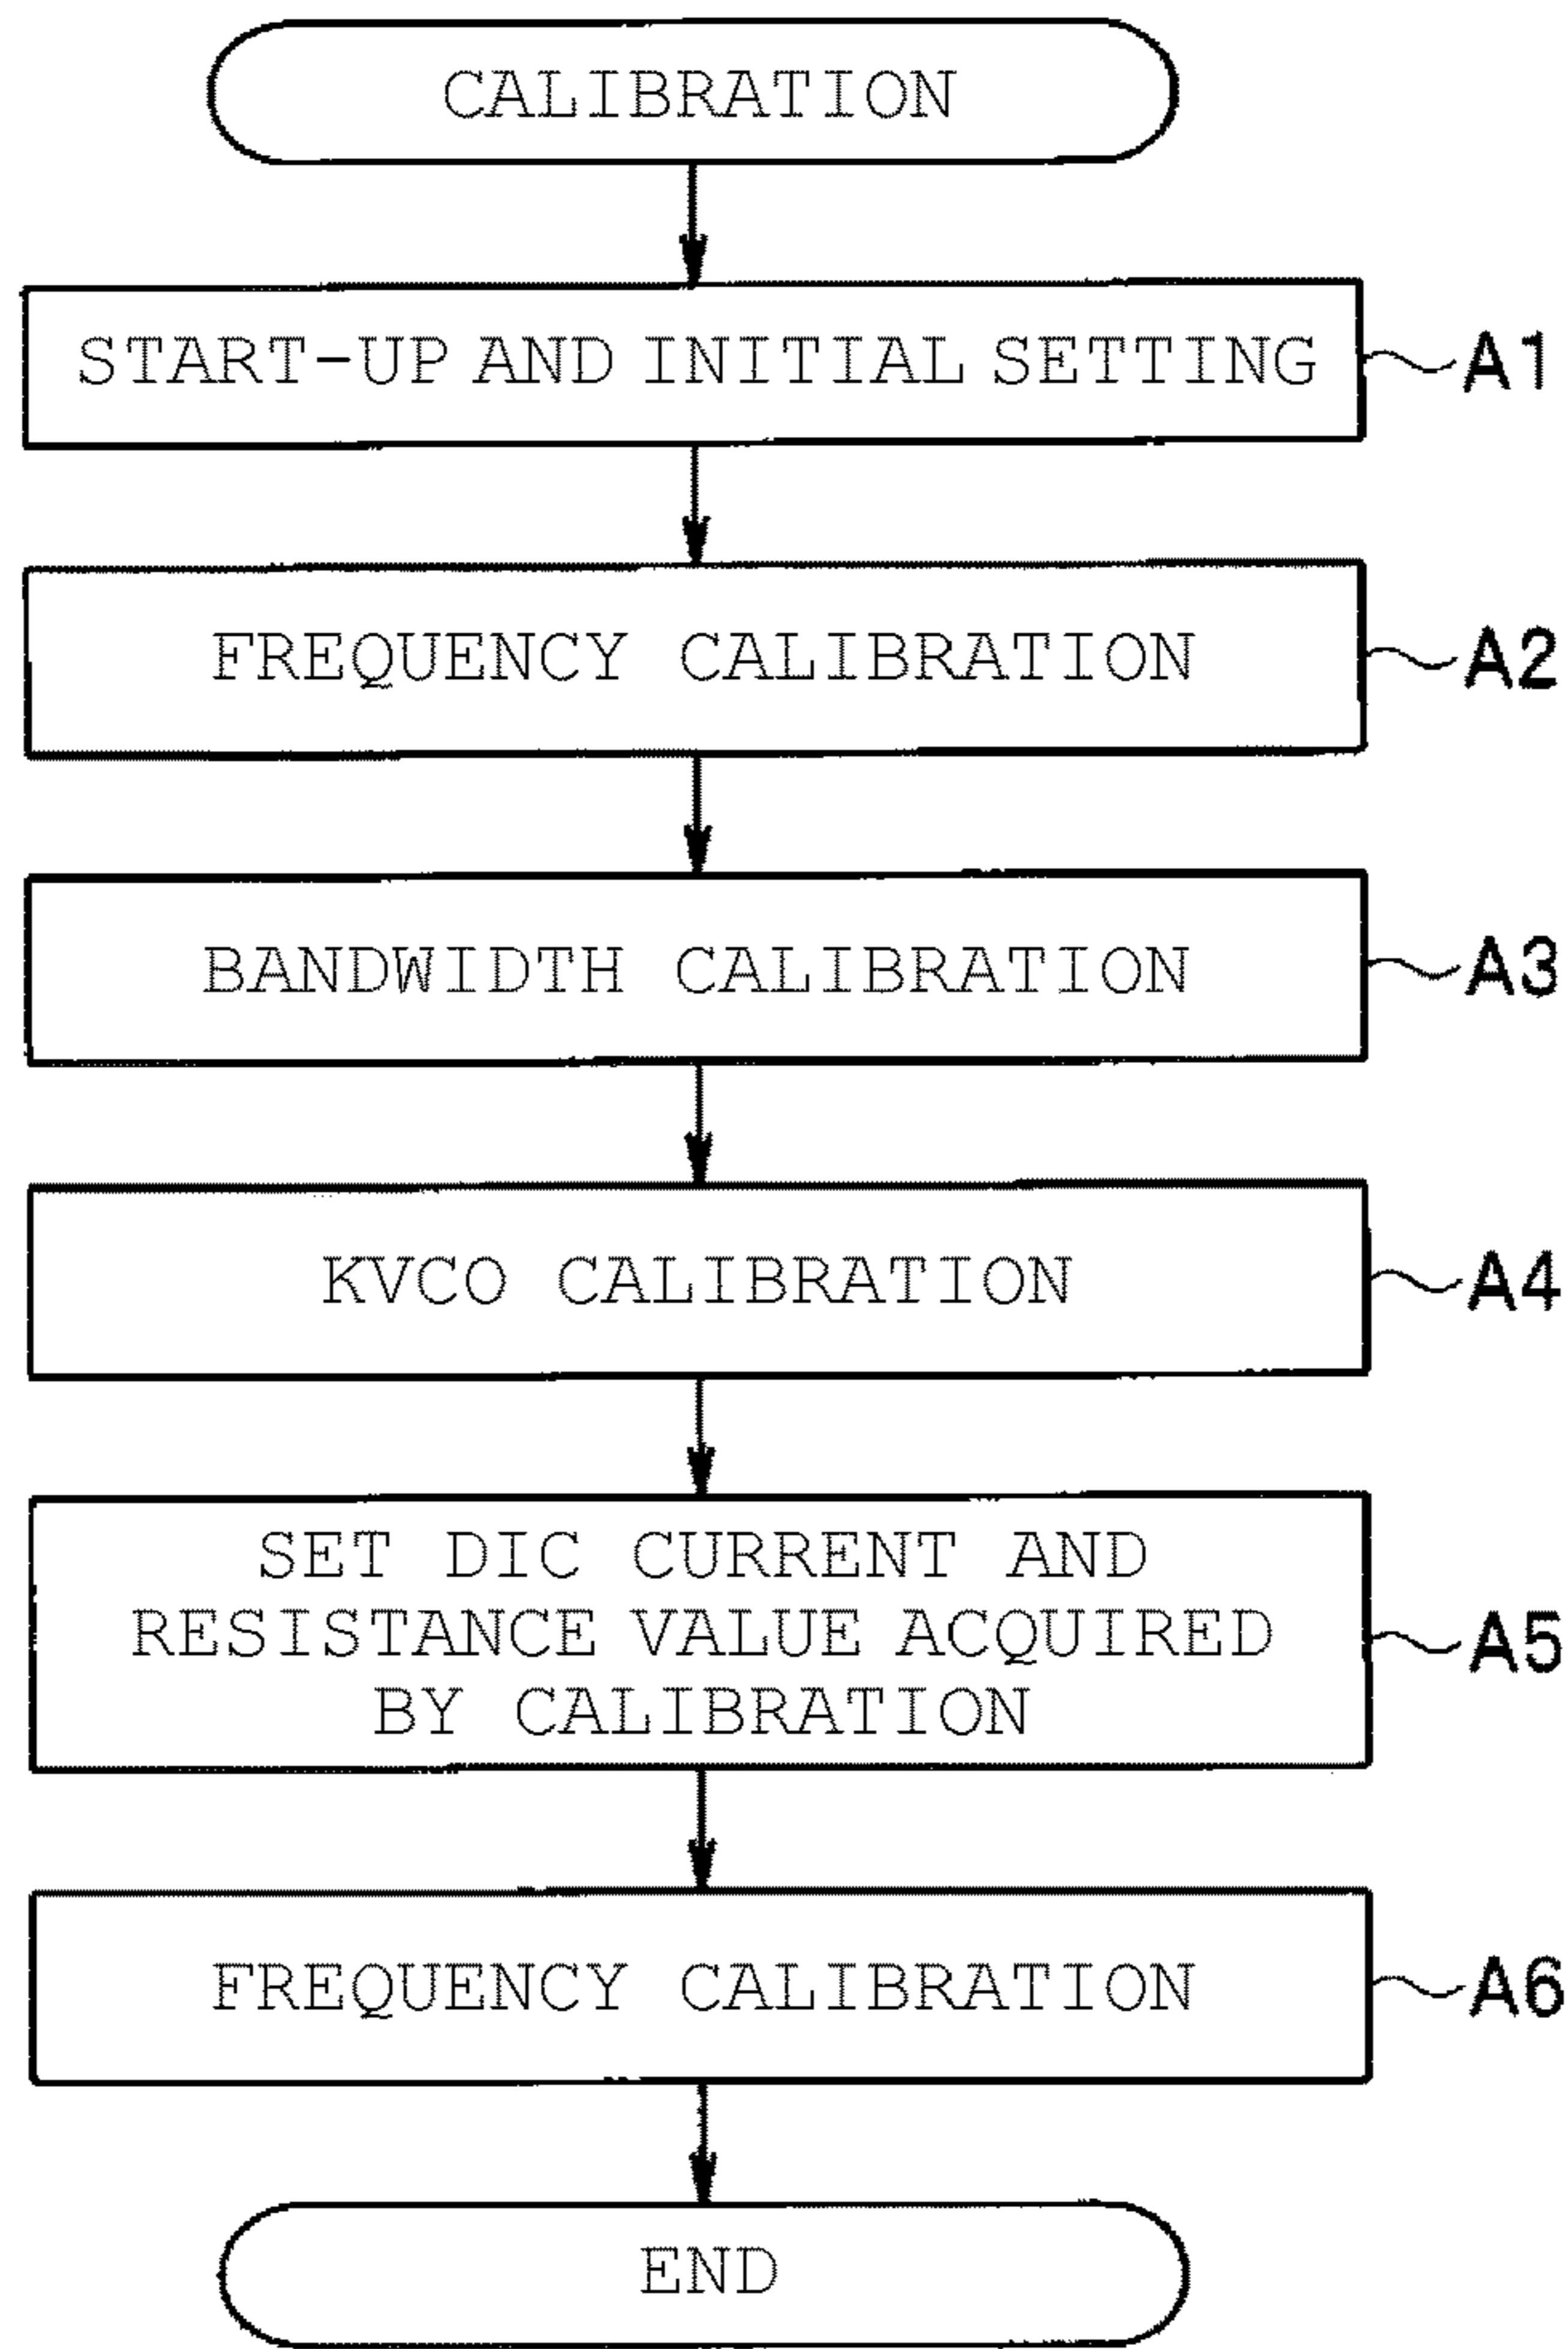 CALIBRATION
START-UP AND INITIAL SETTING
A1
FREQUENCY CALIBRATION
A2
BANDWIDTH CALIBRATION
A3
KVCO CALIBRATION
A4
SET DIC CURRENT AND
RESISTANCE VALUE ACQUIRED
BY CALIBRATION
A5
FREQUENCY CALIBRATION
A6
END